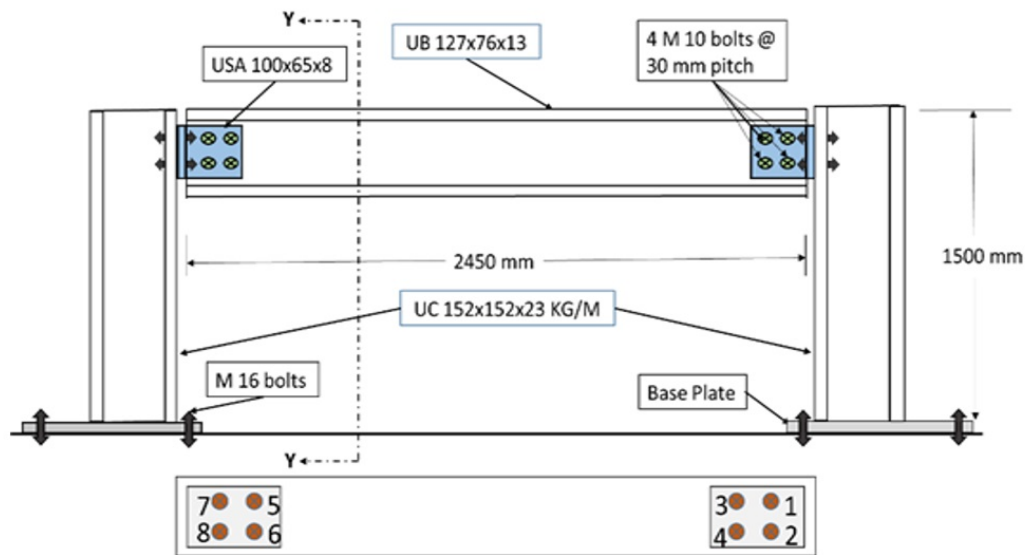 Y
UB 127x76x13
4 M 10 bolts @
30 mm pitch
USA 100x65x8
2450 mm
1500 mm
UC 152x152x23 KG/M
M 16 bolts
Base Plate
Y
7 5 3 1
8 6 4 2